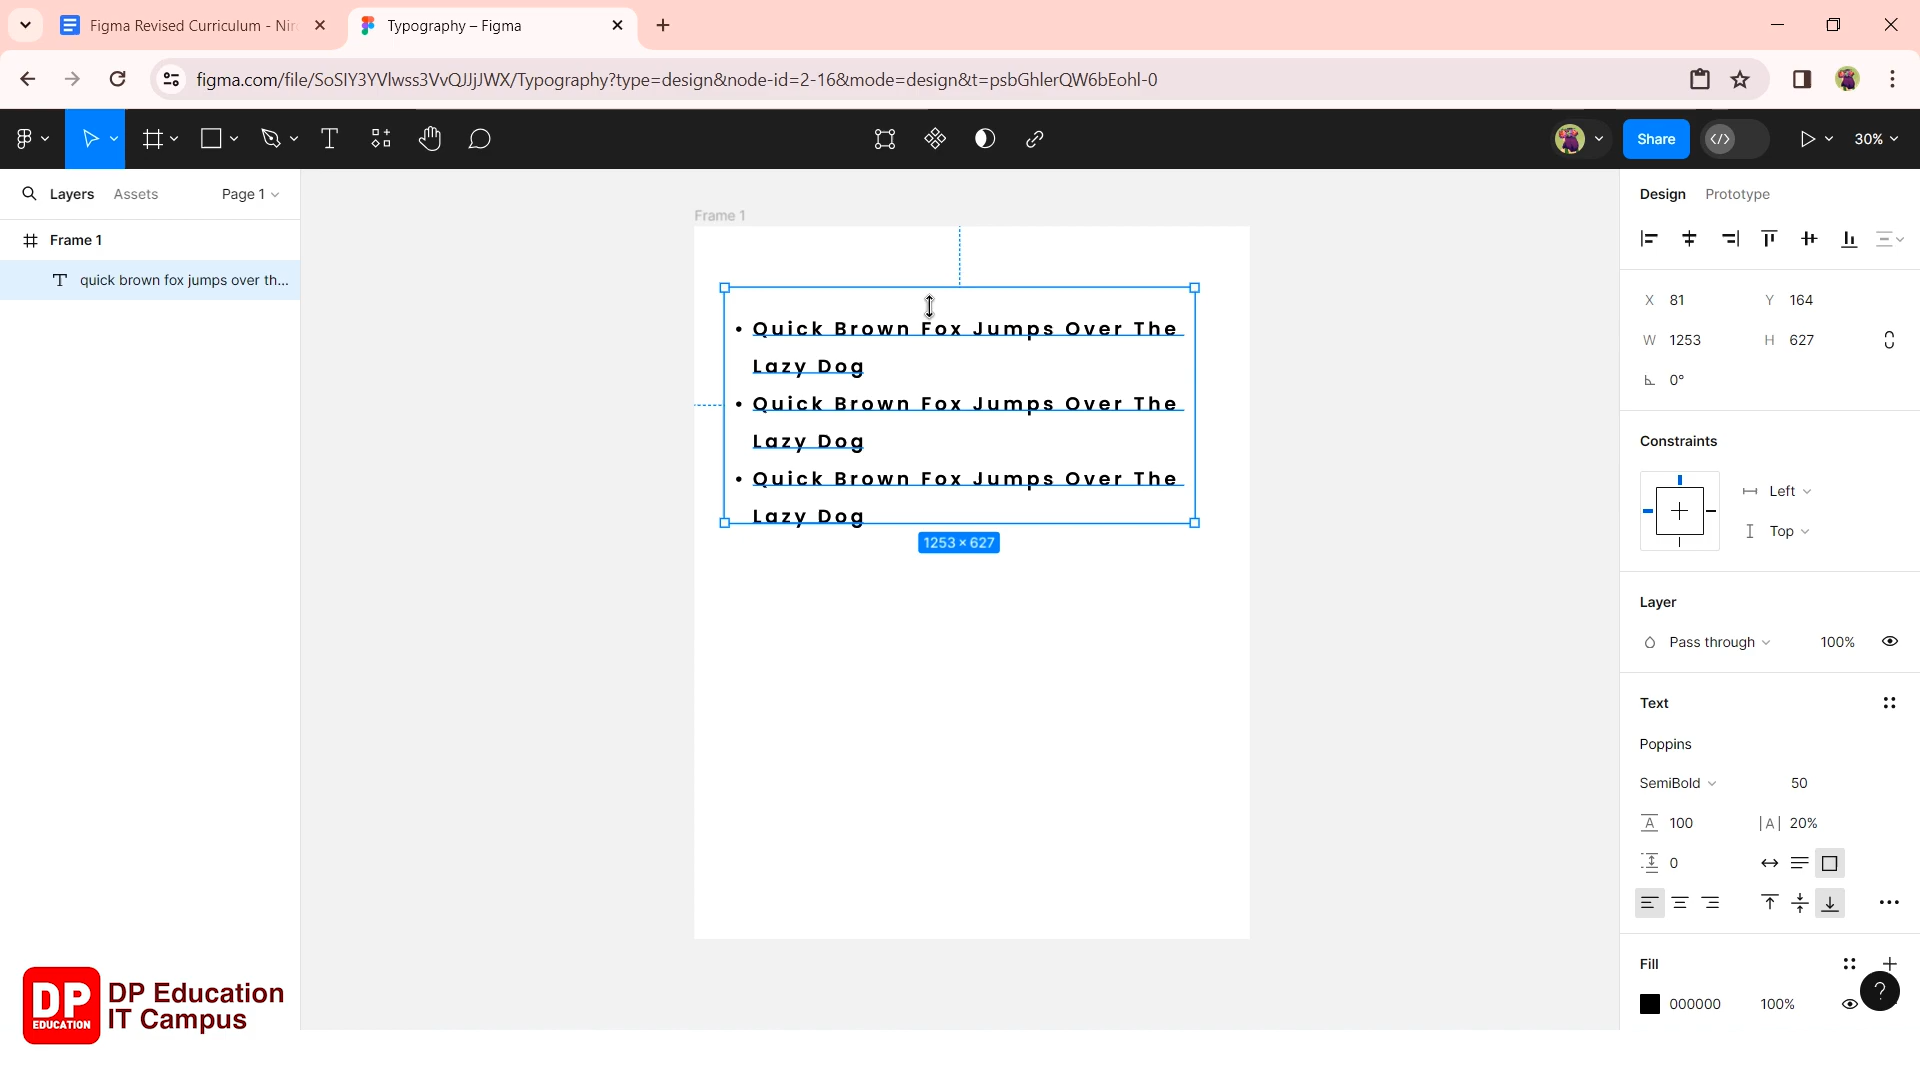 Figma Revised Curriculum - Nir
Typography – Figma
figma.com/file/SoSIY3YVlwss3VvQJJjJWX/Typography?type=design&node-id=2-16&mode=design&t=psbGhlerQW6bEohl-0
Share
30%
Layers
Assets
Page 1
Frame 1
quick brown fox jumps over th...
Frame 1
Quick Brown Fox Jumps Over The
Lazy Dog
Quick Brown Fox Jumps Over The
Lazy Dog
Quick Brown Fox Jumps Over The
Lazy Dog
1253 × 627
Design
Prototype
X 81
Y 164
W 1253
H 627
0°
Constraints
Left
Top
Layer
Pass through
100%
Text
Poppins
SemiBold
50
A 100
|A| 20%
0
Fill
000000
100%
?
DP
EDUCATION
DP Education
IT Campus